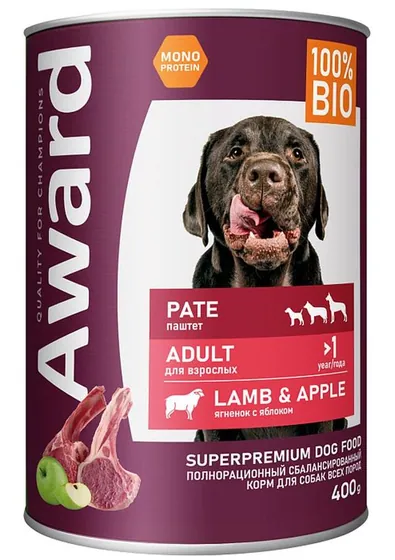 Award
QUALITY FOR CHAMPIONS
MONO
PROTEIN
100%
BIO
PATE
паштет
ADULT
для взрослых
>1
year/года
LAMB & APPLE
ягненок с яблоком
SUPERPREMIUM DOG FOOD
ПОЛНОРАЦИОННЫЙ СБАЛАНСИРОВАННЫЙ
КОРМ ДЛЯ СОБАК ВСЕХ ПОРОД
400g